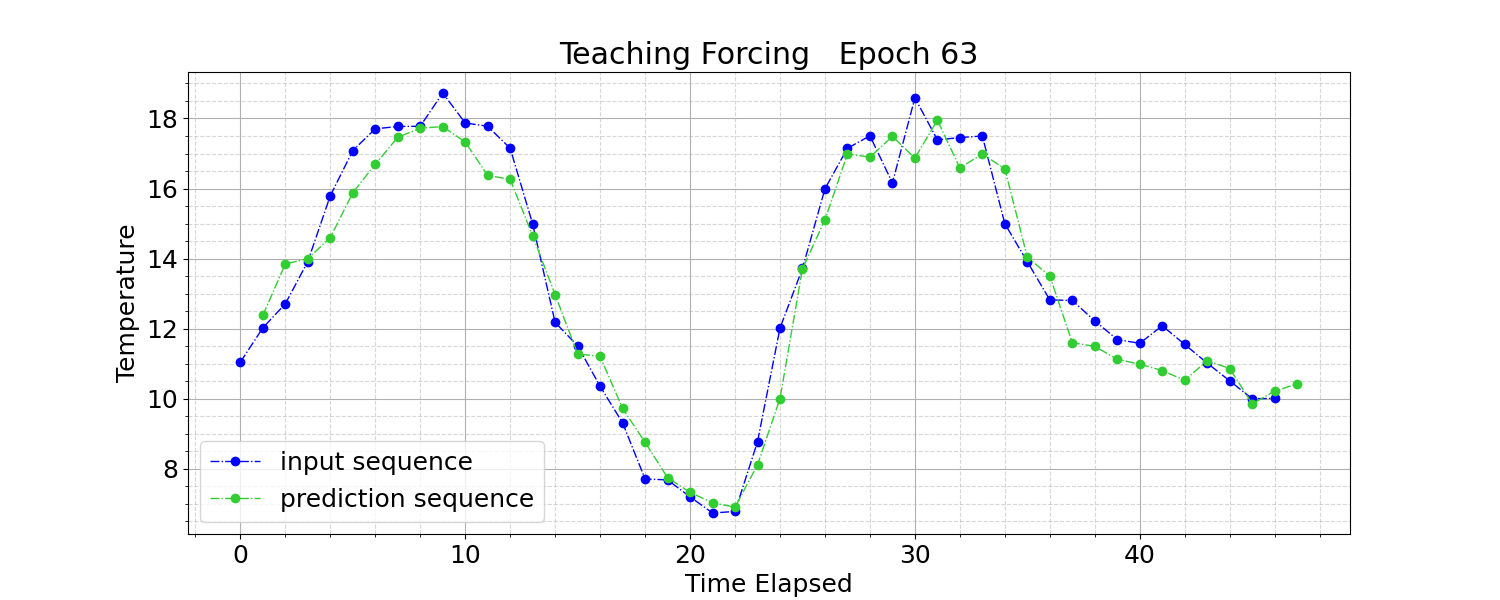 Teaching Forcing   Epoch 63
Temperature
18
16
14
12
10
8
input sequence
prediction sequence
0 10 20 30 40
Time Elapsed